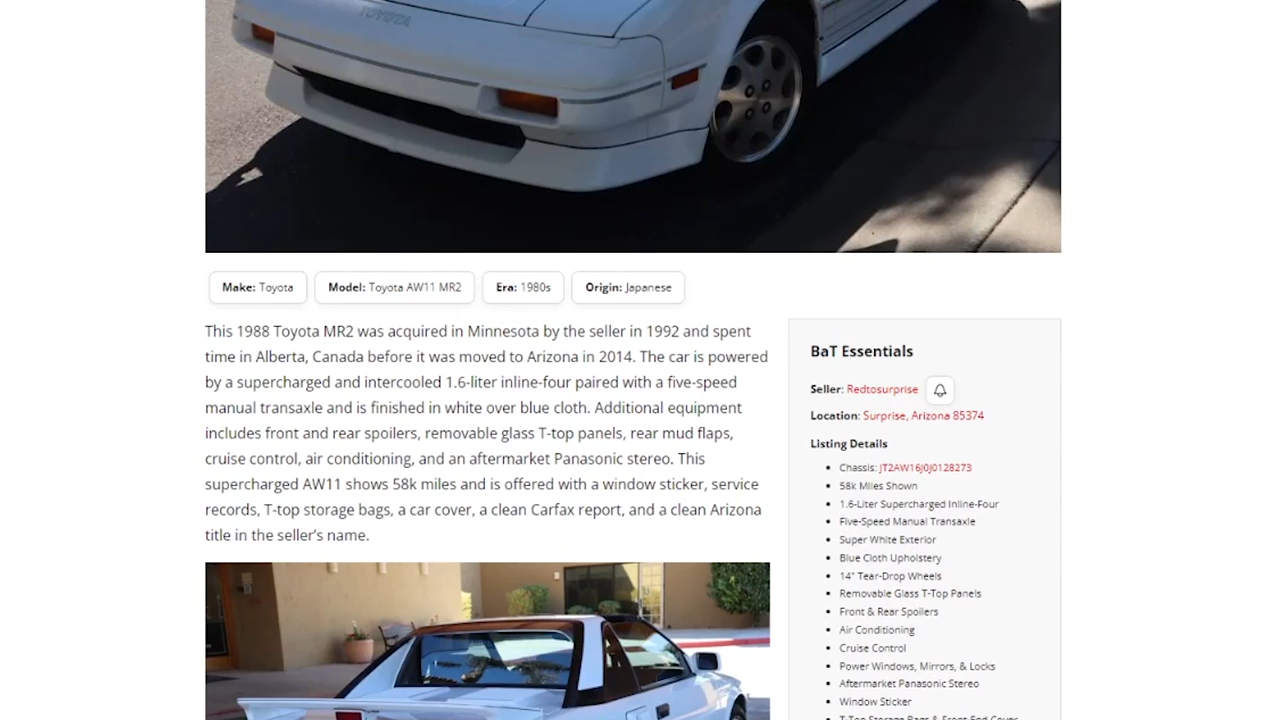 TOYOTA
Make: Toyota
Model: Toyota AW11 MR2
Era: 1980s
Origin: Japanese
This 1988 Toyota MR2 was acquired in Minnesota by the seller in 1992 and spent
time in Alberta, Canada before it was moved to Arizona in 2014. The car is powered
by a supercharged and intercooled 1.6-liter inline-four paired with a five-speed
manual transaxle and is finished in white over blue cloth. Additional equipment
includes front and rear spoilers, removable glass T-top panels, rear mud flaps,
cruise control, air conditioning, and an aftermarket Panasonic stereo. This
supercharged AW11 shows 58k miles and is offered with a window sticker, service
records, T-top storage bags, a car cover, a clean Carfax report, and a clean Arizona
title in the seller’s name.
BaT Essentials
Seller: Redtosurprise
Location: Surprise, Arizona 85374
Listing Details
Chassis: JT2AW16J0J0128273
58k Miles Shown
1.6-Liter Supercharged Inline-Four
Five-Speed Manual Transaxle
Super White Exterior
Blue Cloth Upholstery
14" Tear-Drop Wheels
Removable Glass T-Top Panels
Front & Rear Spoilers
Air Conditioning
Cruise Control
Power Windows, Mirrors, & Locks
Aftermarket Panasonic Stereo
Window Sticker
T-Top Storage Bags & Front-End Cover